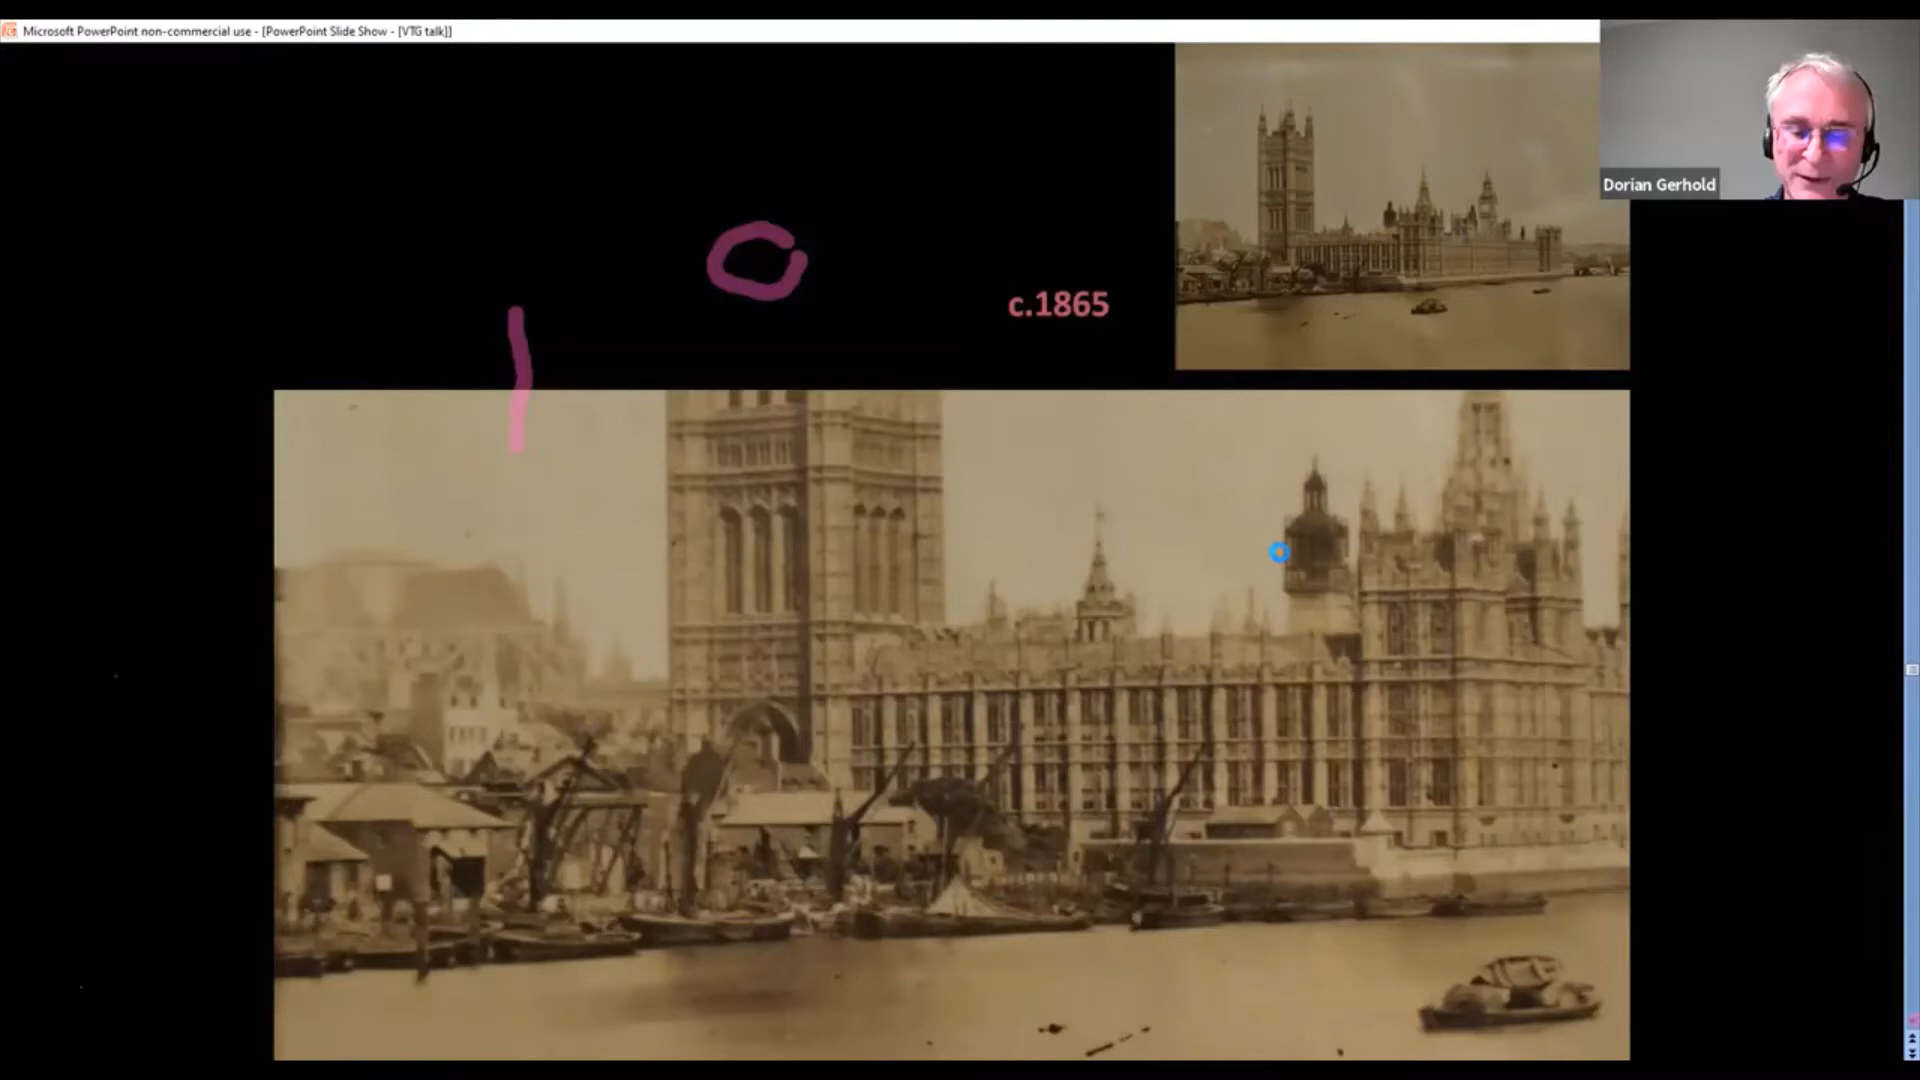 Microsoft PowerPoint non-commercial use - [PowerPoint Slide Show - [VTG talk]]
Dorian Gerhold
c.1865